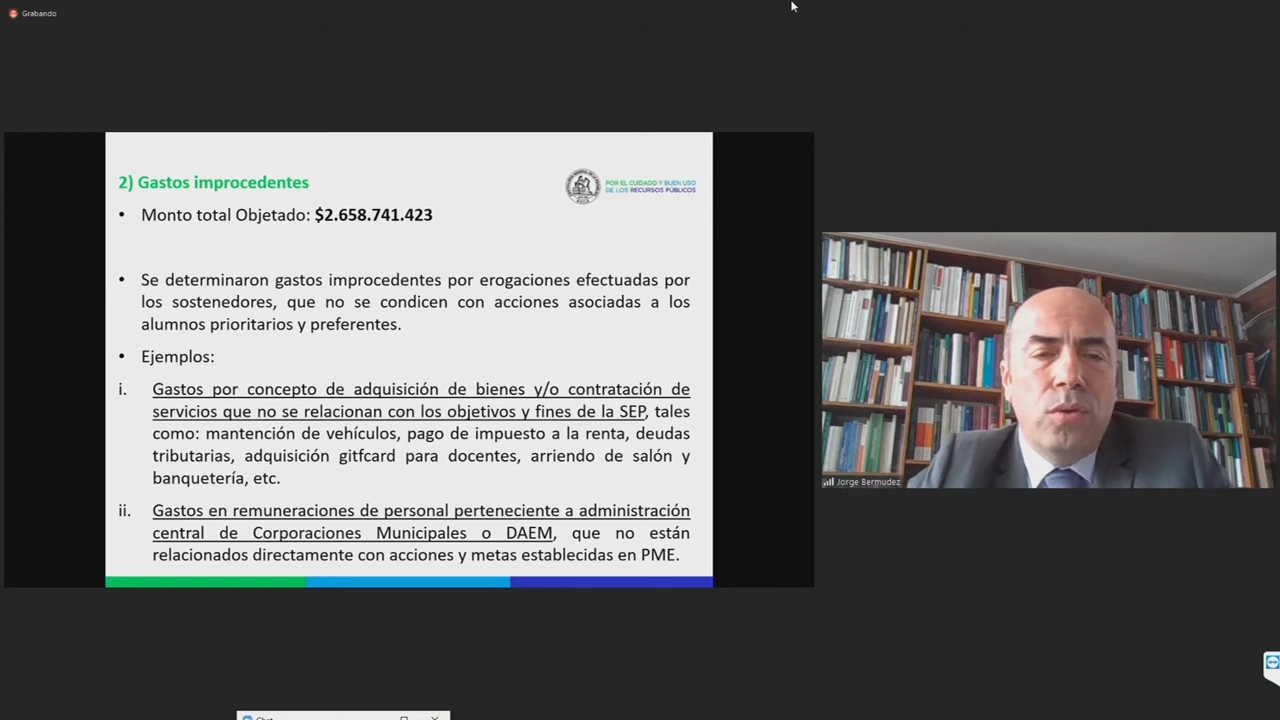 Grabando
2) Gastos improcedentes
POR EL CUIDADO Y BUEN USO
DE LOS RECURSOS PÚBLICOS
• Monto total Objetado: $2.658.741.423
• Se determinaron gastos improcedentes por erogaciones efectuadas por
los sostenedores, que no se condicen con acciones asociadas a los
alumnos prioritarios y preferentes.
• Ejemplos:
i. Gastos por concepto de adquisición de bienes y/o contratación de
servicios que no se relacionan con los objetivos y fines de la SEP, tales
como: mantención de vehículos, pago de impuesto a la renta, deudas
tributarias, adquisición gitfcard para docentes, arriendo de salón y
banquetería, etc.
ii. Gastos en remuneraciones de personal perteneciente a administración
central de Corporaciones Municipales o DAEM, que no están
relacionados directamente con acciones y metas establecidas en PME.
Jorge Bermudez